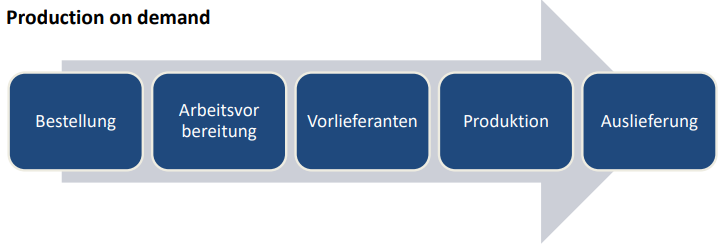 Production on demand
Bestellung
Arbeitsvor
bereitung
Vorlieferanten
Produktion
Auslieferung